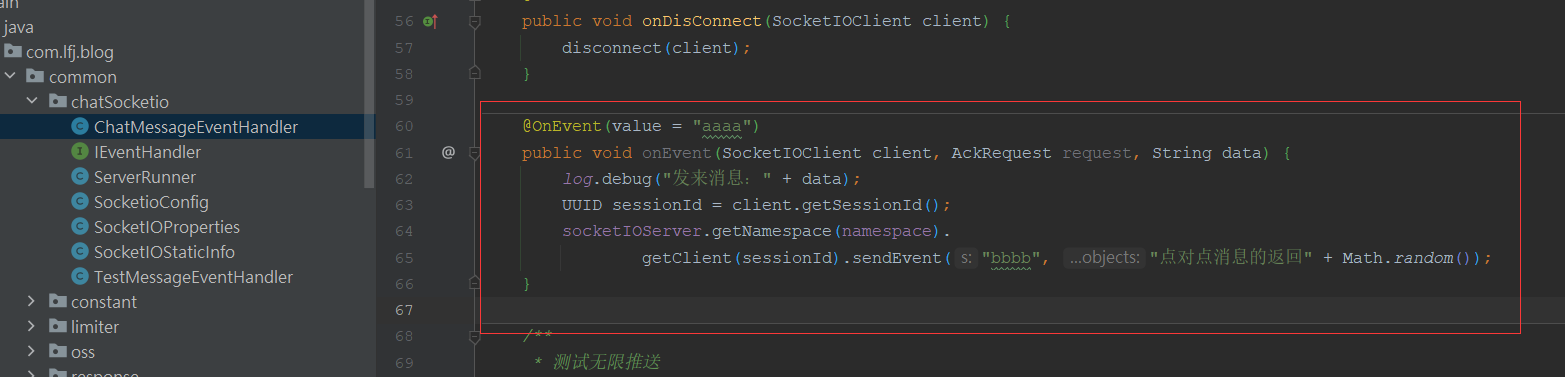 ain
java
com.lfj.blog
common
chatSocketio
ChatMessageEventHandler
IEventHandler
ServerRunner
SocketioConfig
SocketIOProperties
SocketIOStaticInfo
TestMessageEventHandler
constant
limiter
oss
response
56 public void onDisConnect(SocketIOClient client) {
57 disconnect(client);
58 }
59
60 @OnEvent(value = "aaaa")
61 @ public void onEvent(SocketIOClient client, AckRequest request, String data) {
62 log.debug("发来消息：" + data);
63 UUID sessionId = client.getSessionId();
64 socketIOServer.getNamespace(namespace).
65 getClient(sessionId).sendEvent( s: "bbbb", ...objects: "点对点消息的返回" + Math.random());
66 }
67
68 /**
69 * 测试无限推送